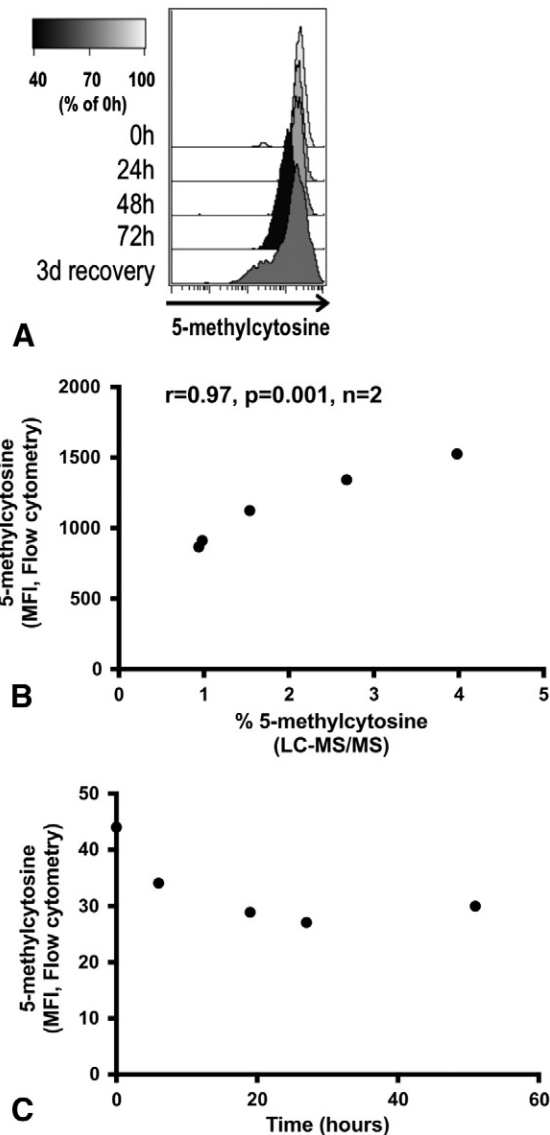 40 70 100
(% of 0h)
0h
24h
48h
72h
3d recovery
5-methylcytosine
A
r=0.97, p=0.001, n=2
2000
1500
1000
500
0
5-methylcytosine
(MFI, Flow cytometry)
0 1 2 3 4 5
% 5-methylcytosine
(LC-MS/MS)
B
50
40
30
20
10
0
5-methylcytosine
(MFI, Flow cytometry)
0 20 40 60
Time (hours)
C